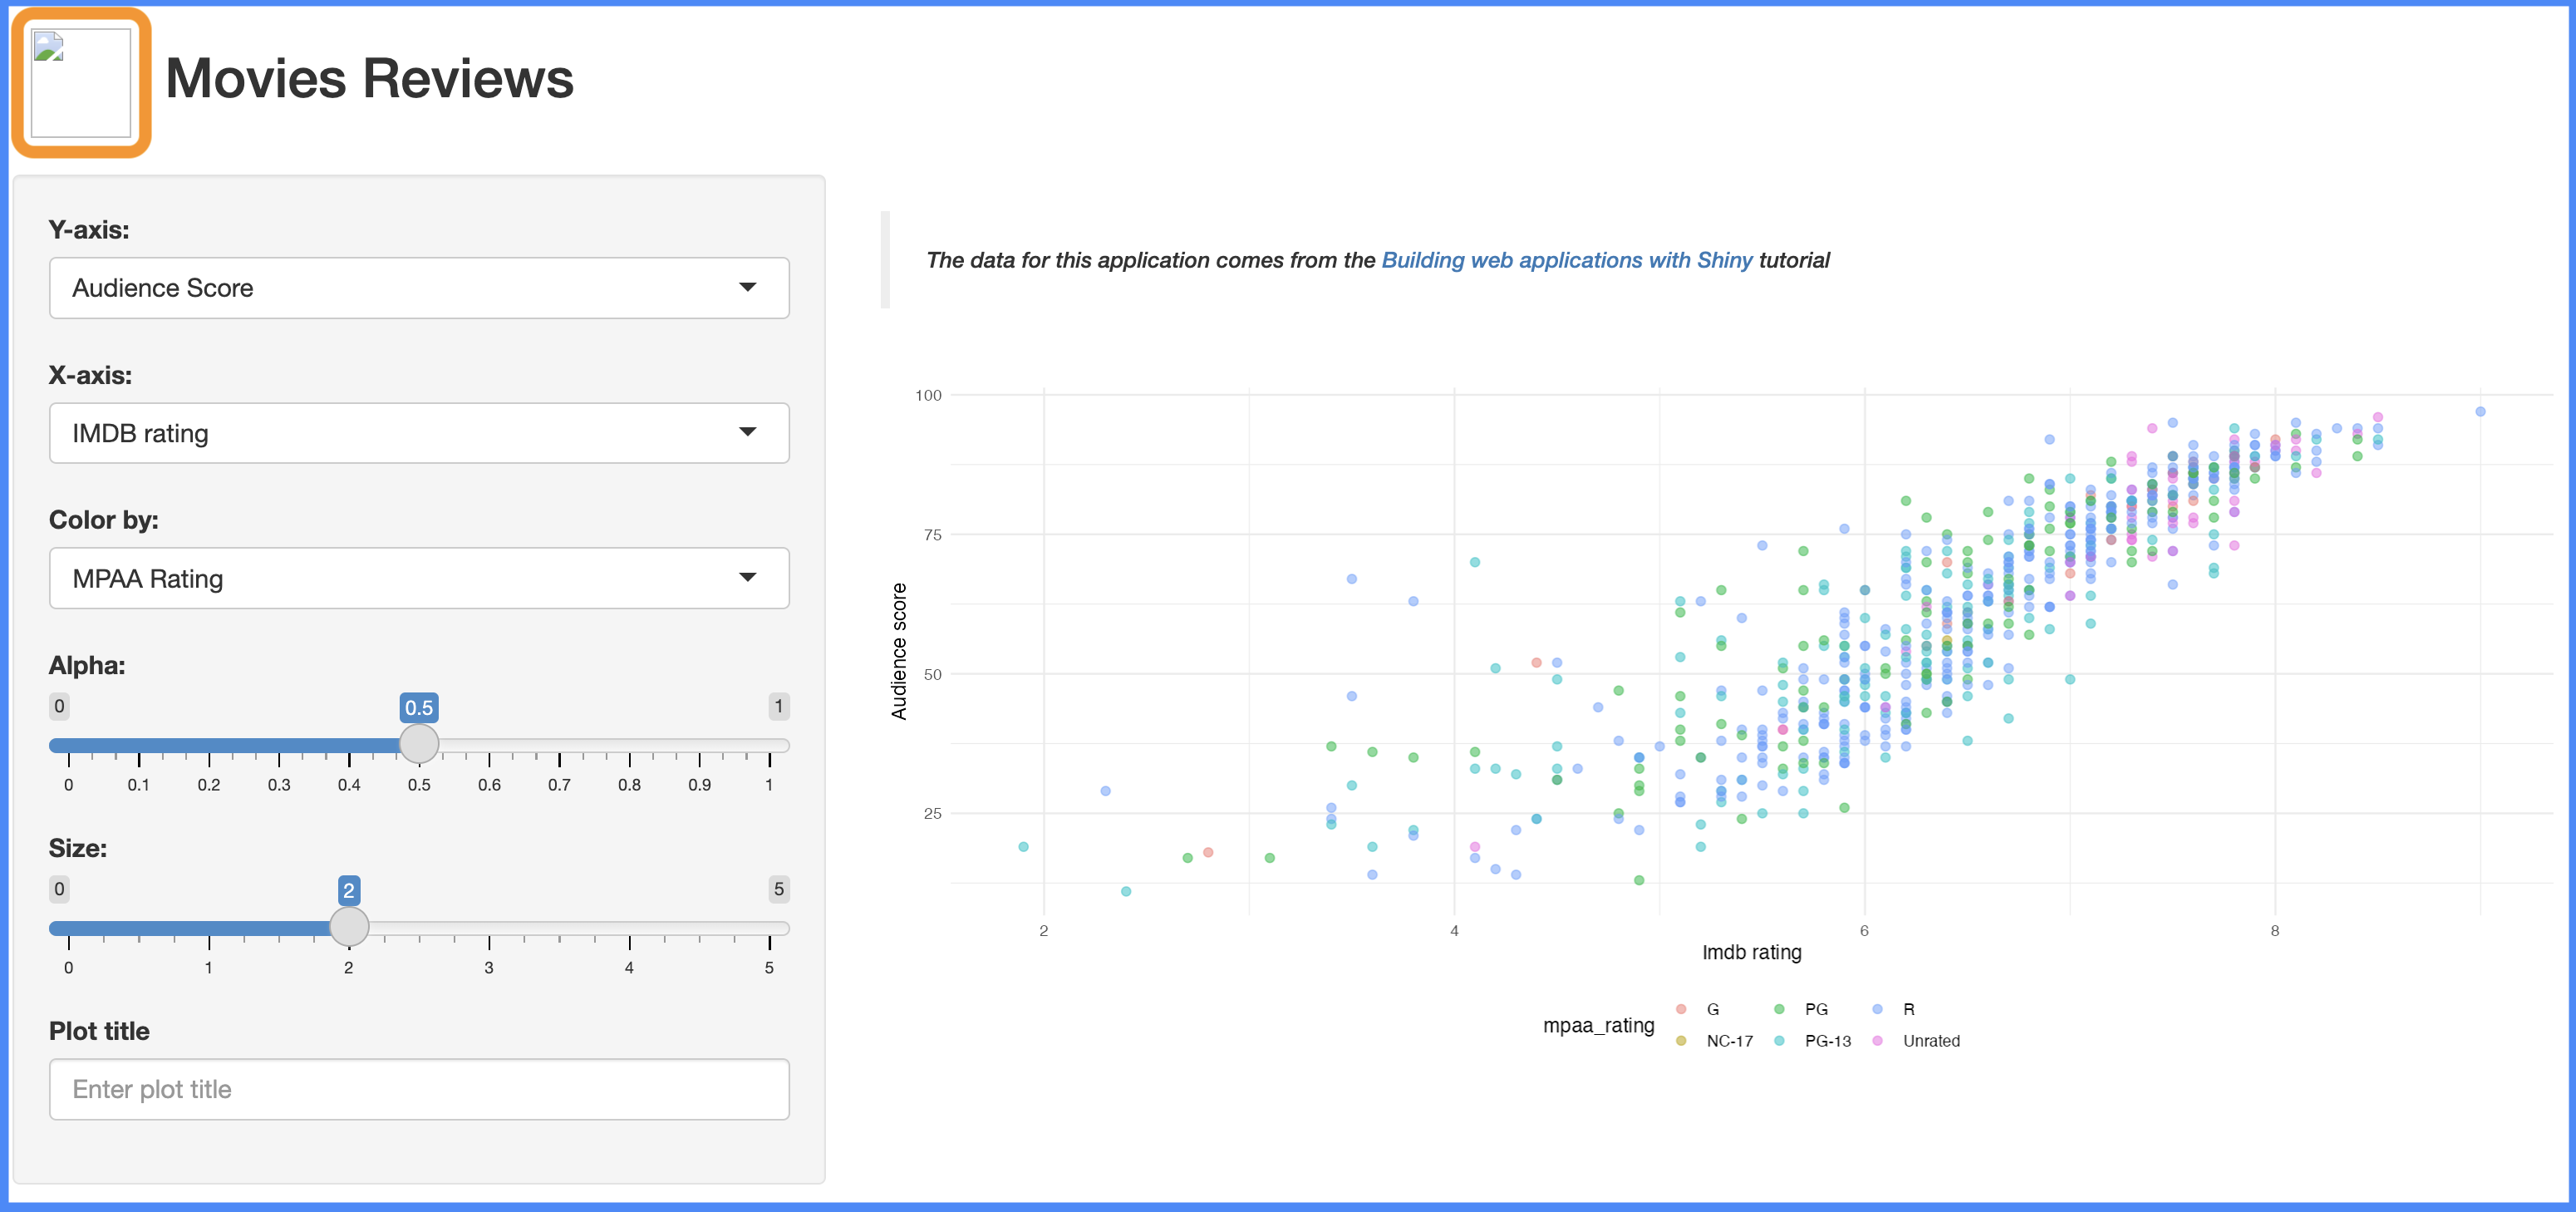 Movies Reviews
Y-axis:
Audience Score
X-axis:
IMDB rating
Color by:
MPAA Rating
Alpha:
0 0.5 1
0 0.1 0.2 0.3 0.4 0.5 0.6 0.7 0.8 0.9 1
Size:
0 2 5
0 1 2 3 4 5
Plot title
Enter plot title
The data for this application comes from the Building web applications with Shiny tutorial
Audience score
100
75
50
25
2 4 6 8
Imdb rating
mpaa_rating
G PG R
NC-17 PG-13 Unrated